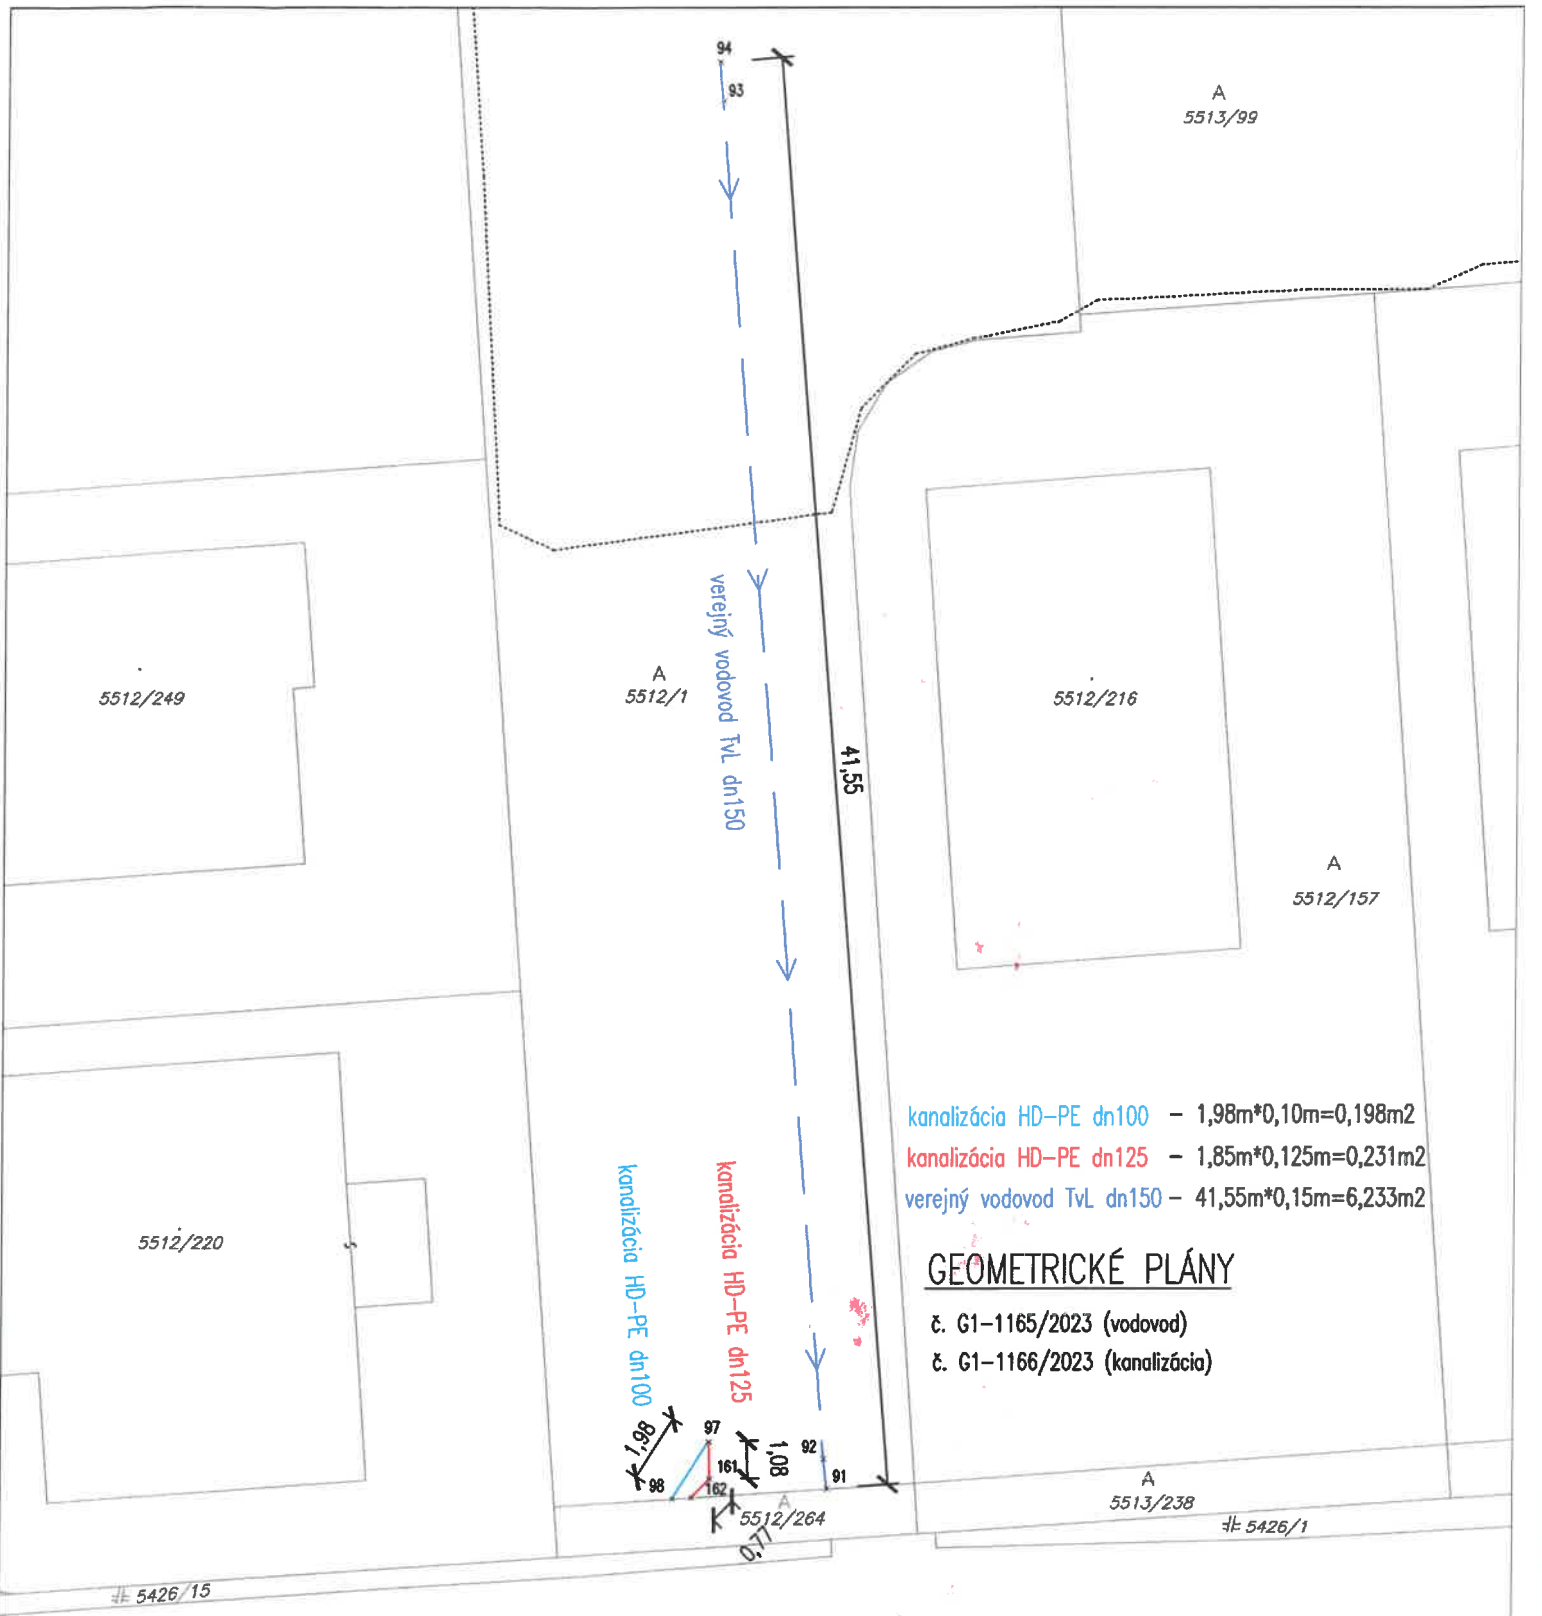 94
93
A
5513/99
5512/249
A
5512/1
verejný vodovod TvL dn150
41,55
5512/216
A
5512/157
kanalizácia HD-PE dn100 - 1,98m*0,10m=0,198m2
kanalizácia HD-PE dn125 - 1,85m*0,125m=0,231m2
verejný vodovod TvL dn150 - 41,55m*0,15m=6,233m2
GEOMETRICKÉ PLÁNY
č. G1-1165/2023 (vodovod)
č. G1-1166/2023 (kanalizácia)
5512/220
kanalizácia HD-PE dn100
kanalizácia HD-PE dn125
1,98
97
1,08
92
161
98
162
91
A
5512/264
0,77
A
5513/238
5426/1
5426/15